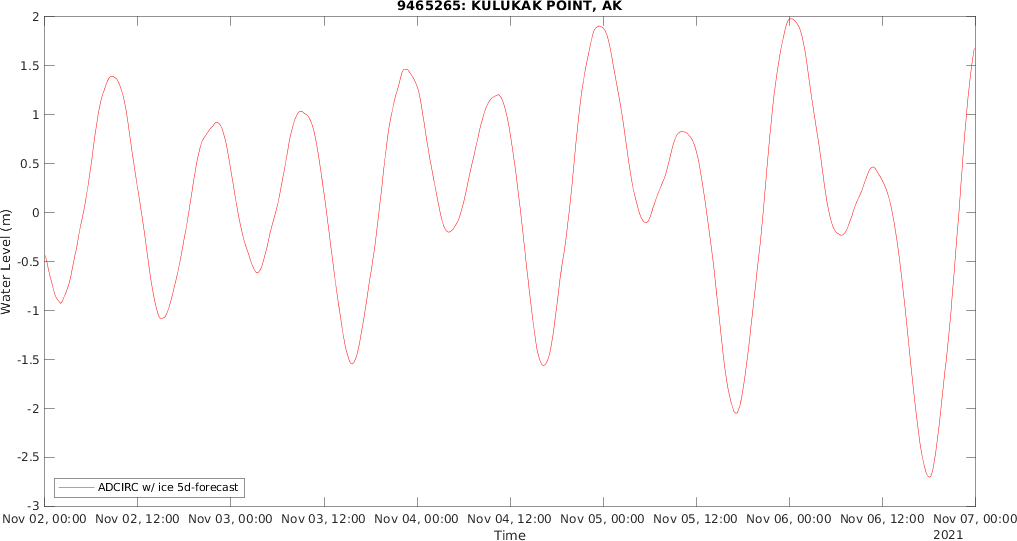 9465265: KULUKAK POINT, AK
2
1.5
1
0.5
0
-0.5
-1
-1.5
-2
-2.5
-3
Water Level (m)
ADCIRC w/ ice 5d-forecast
Nov 02, 00:00 Nov 02, 12:00 Nov 03, 00:00 Nov 03, 12:00 Nov 04, 00:00 Nov 04, 12:00 Nov 05, 00:00 Nov 05, 12:00 Nov 06, 00:00 Nov 06, 12:00 Nov 07, 00:00
Time
2021